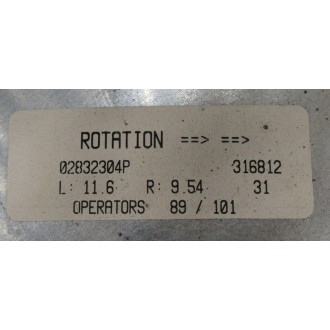 ROTATION ==> ==>
02832304P 316812
L: 11.6 R: 9.54 31
OPERATORS 89 / 101